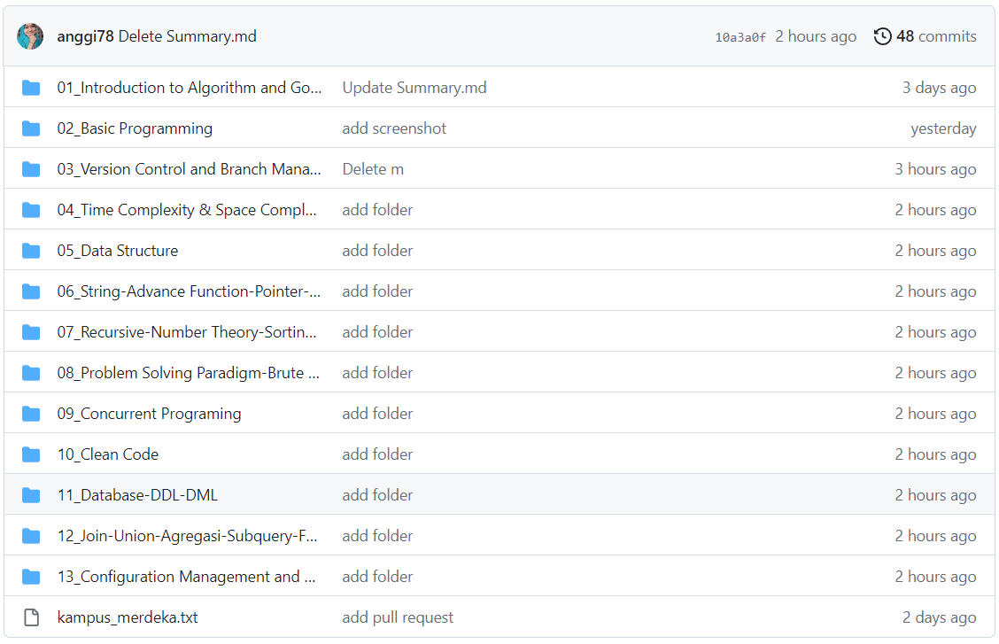 anggi78 Delete Summary.md 10a3a0f 2 hours ago 48 commits
01_Introduction to Algorithm and Go... Update Summary.md 3 days ago
02_Basic Programming add screenshot yesterday
03_Version Control and Branch Mana... Delete m 3 hours ago
04_Time Complexity & Space Compl... add folder 2 hours ago
05_Data Structure add folder 2 hours ago
06_String-Advance Function-Pointer-... add folder 2 hours ago
07_Recursive-Number Theory-Sortin... add folder 2 hours ago
08_Problem Solving Paradigm-Brute ... add folder 2 hours ago
09_Concurrent Programing add folder 2 hours ago
10_Clean Code add folder 2 hours ago
11_Database-DDL-DML add folder 2 hours ago
12_Join-Union-Agregasi-Subquery-F... add folder 2 hours ago
13_Configuration Management and ... add folder 2 hours ago
kampus_merdeka.txt add pull request 2 days ago